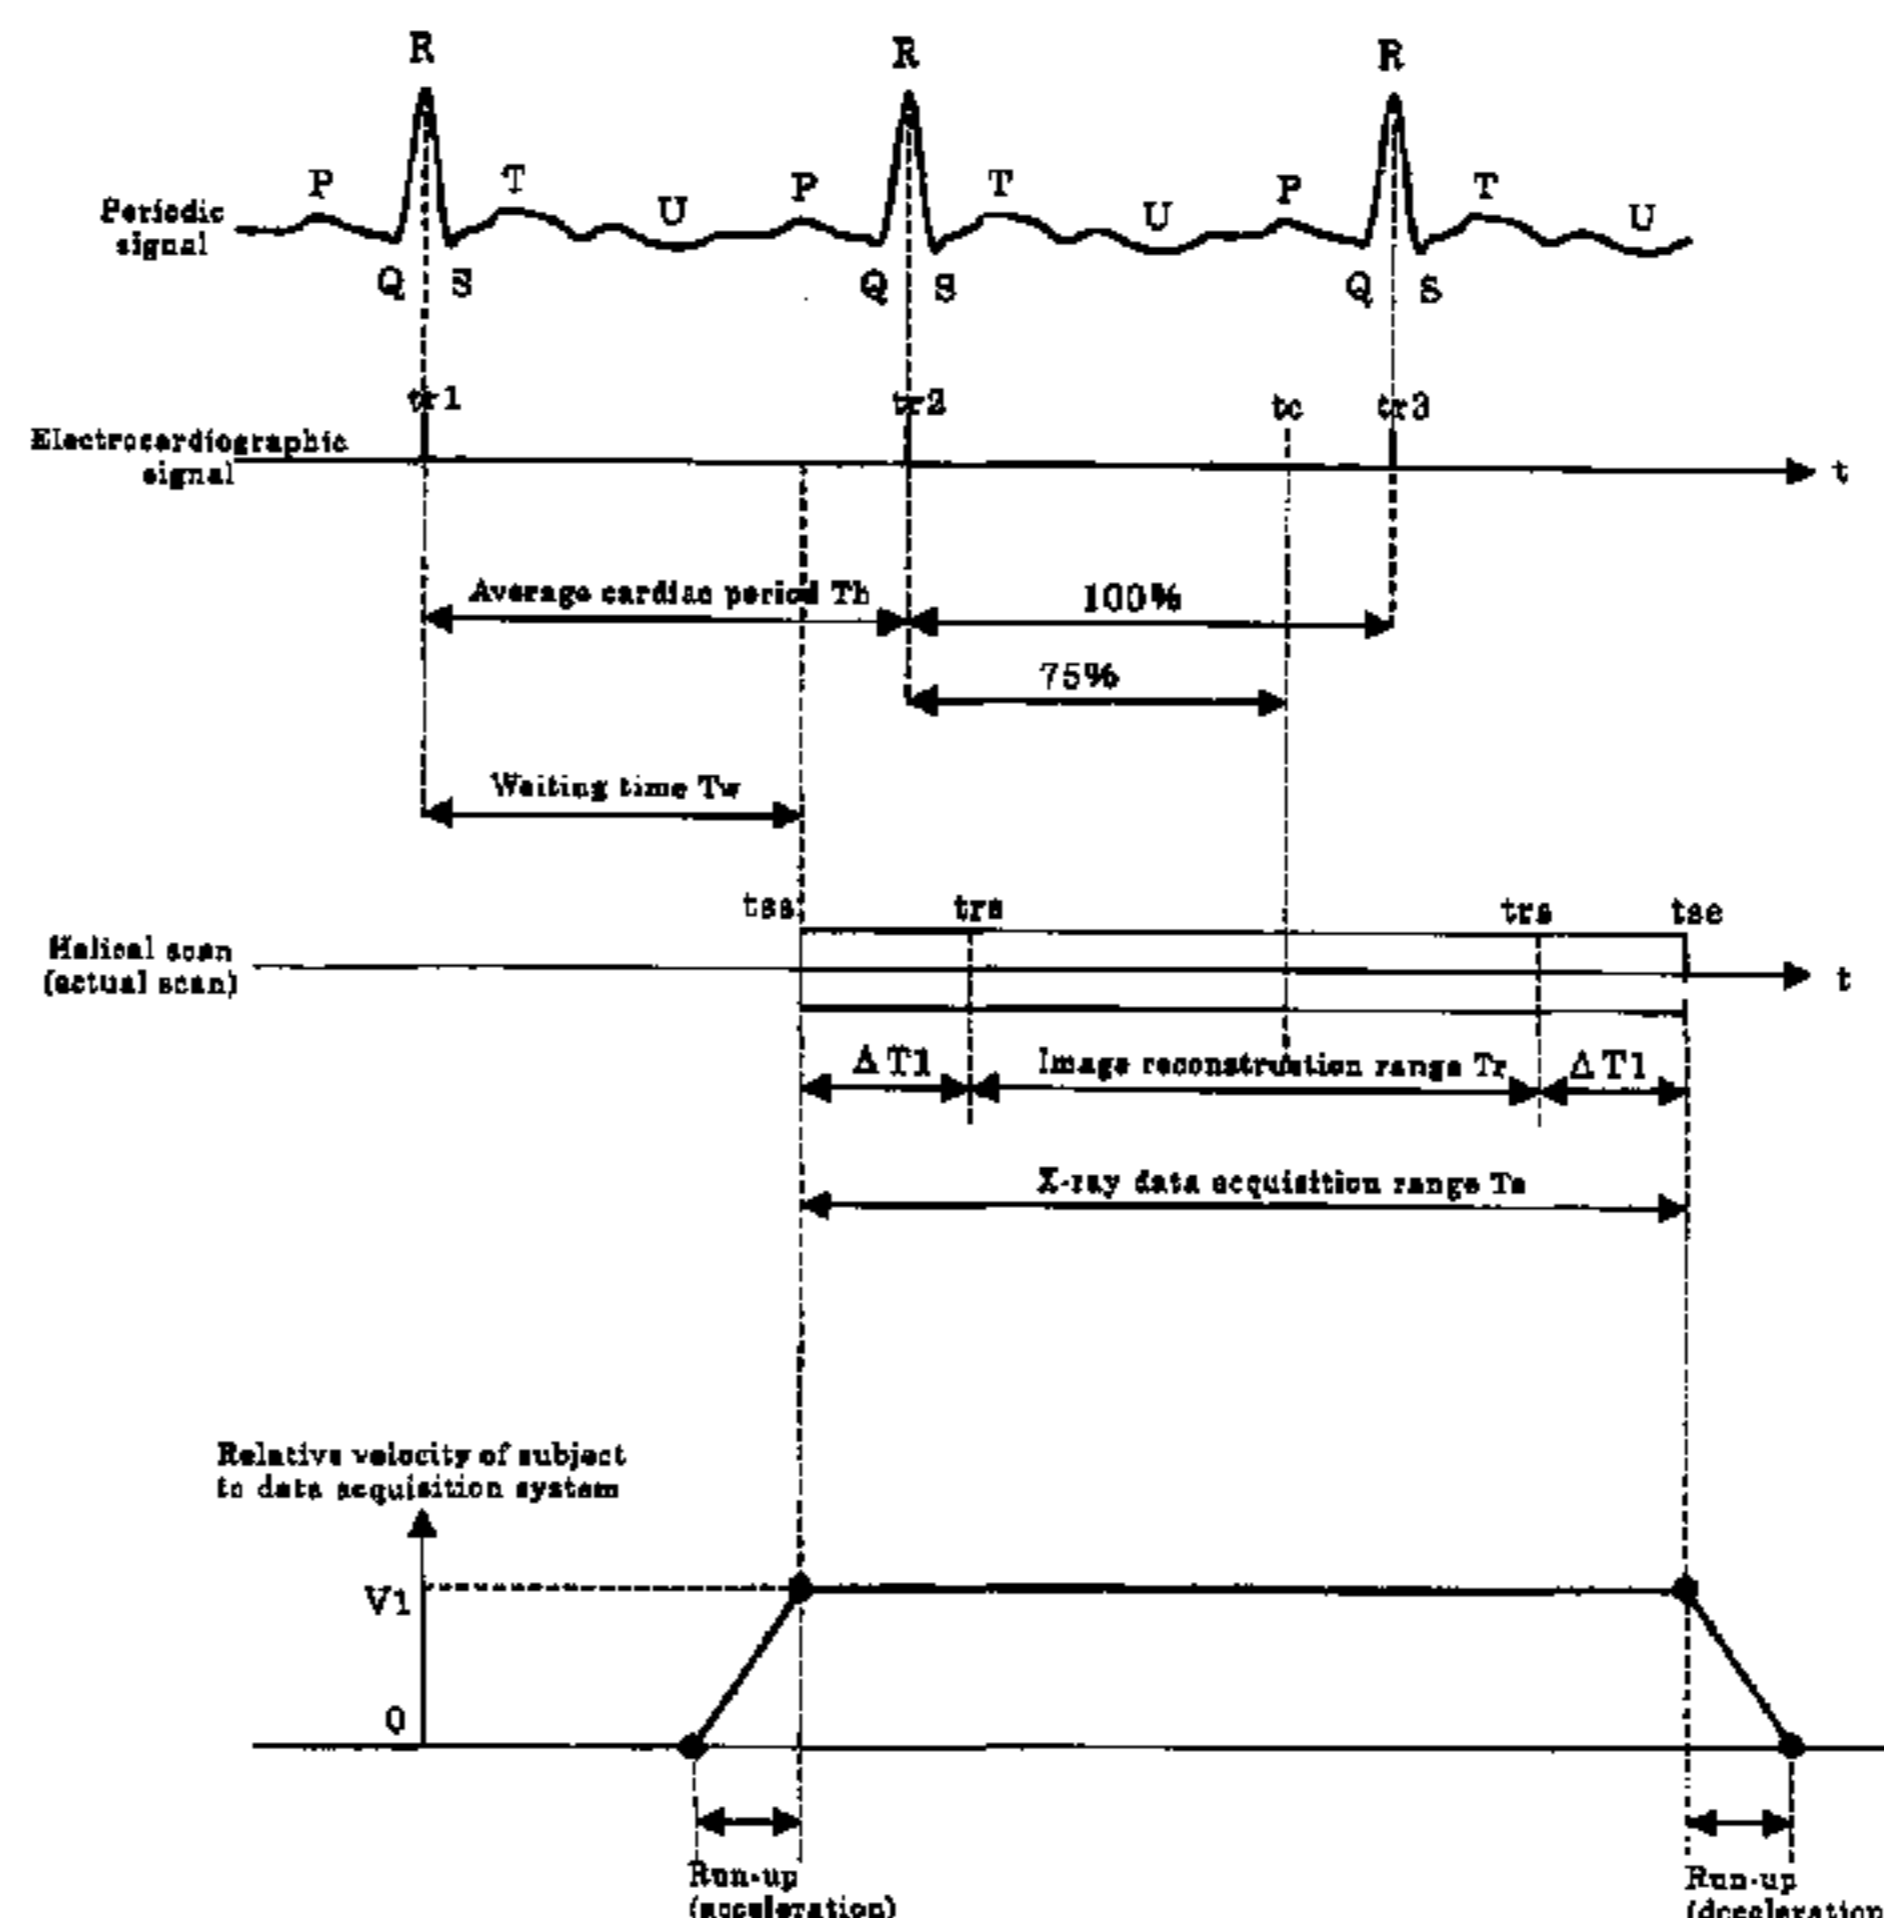 R R R
P T U P T U P T U
Periodic
signal
Q S Q S Q S
tr1 tr2 tc tr3
Electrocardiographic
signal
t
Average cardiac period Th
100%
75%
Waiting time Tw
tss trs trs tse
Helical scan
(actual scan)
t
ΔT1 Image reconstruction range Tr ΔT1
X-ray data acquisition range Ta
Relative velocity of subject
to data acquisition system
V1
0
Run-up
(acceleration)
Run-up
(deceleration